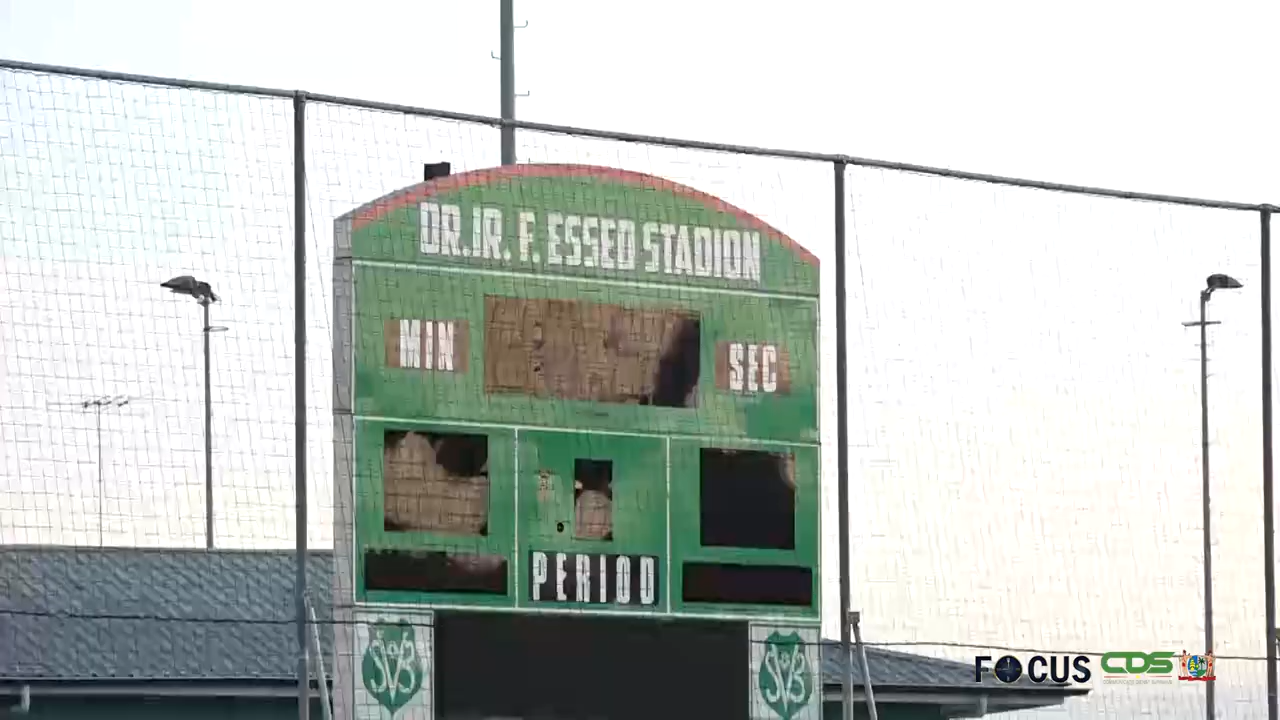 DR.IR. F. ESSED STADION
MIN
SEC
PERIOD
SVB
SVB
FOCUS
CDS